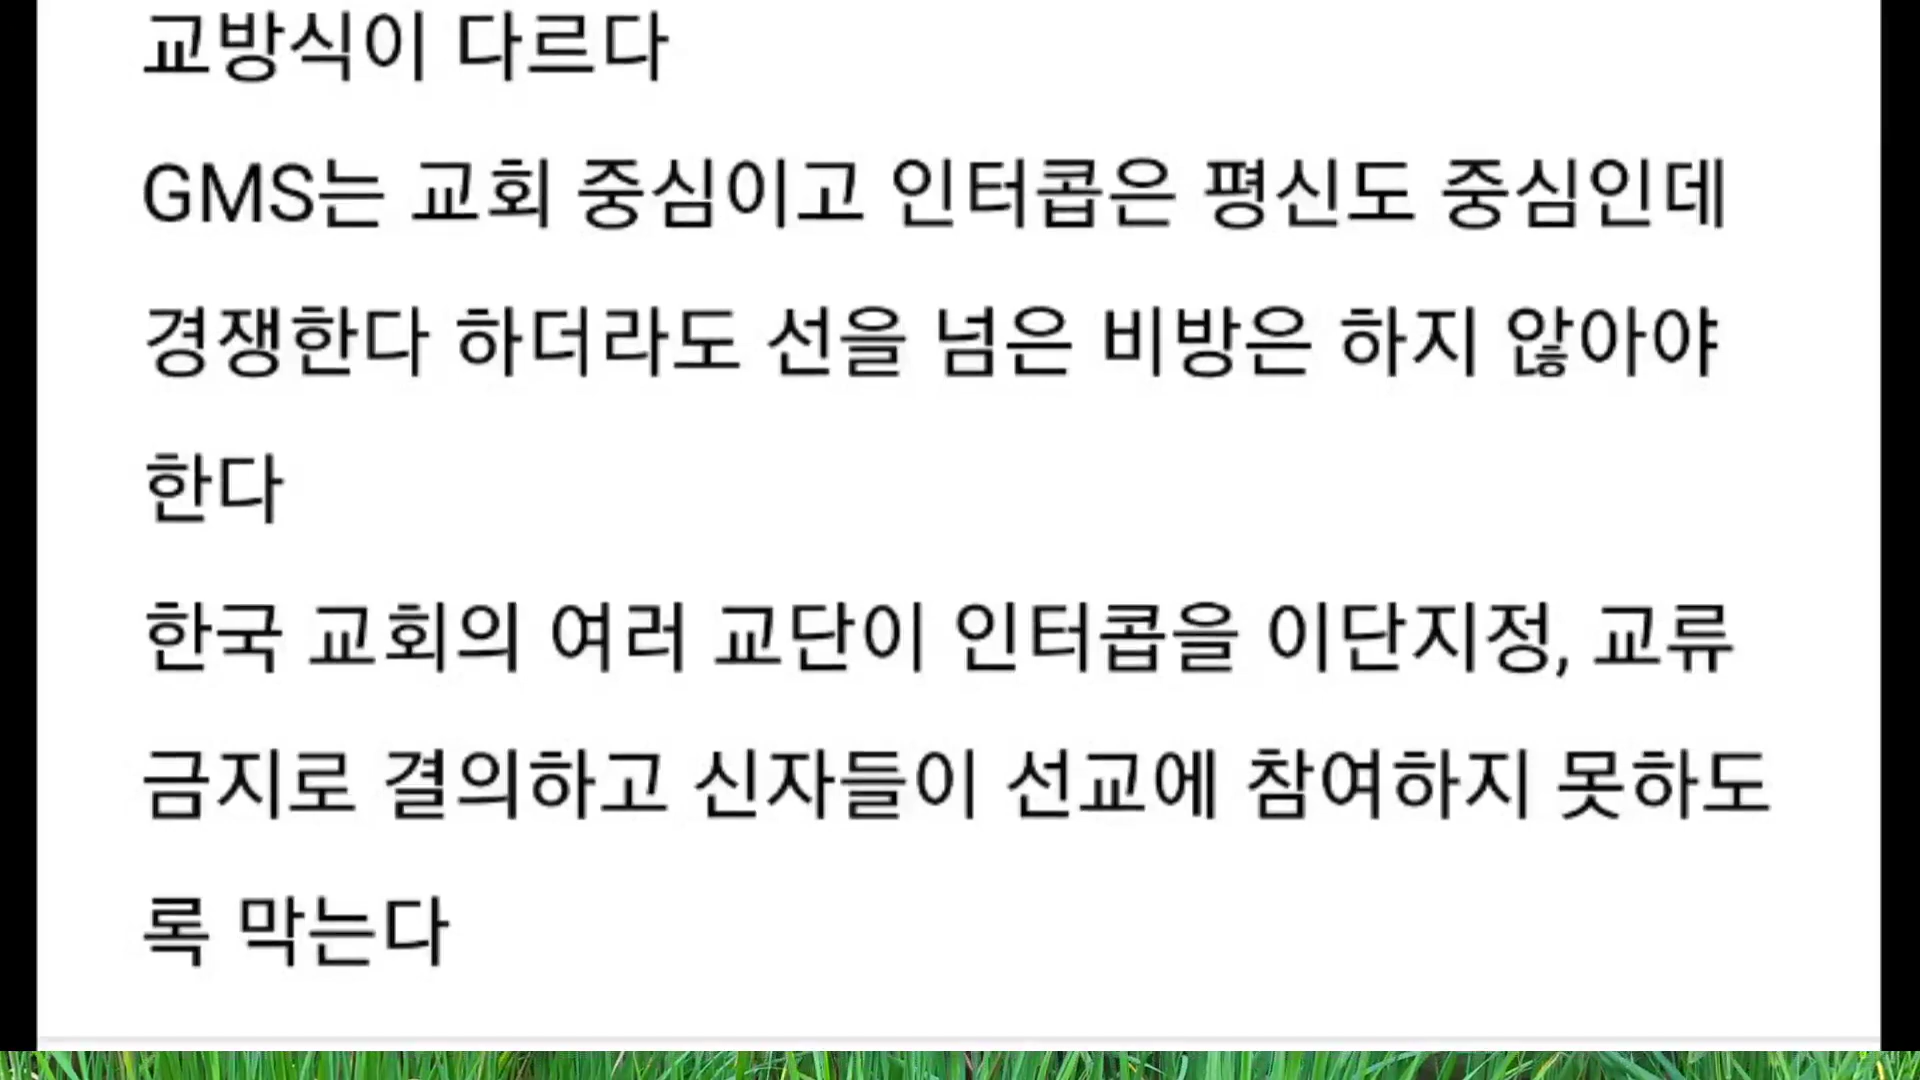 교방식이 다르다
GMS는 교회 중심이고 인터콥은 평신도 중심인데
경쟁한다 하더라도 선을 넘은 비방은 하지 않아야
한다
한국 교회의 여러 교단이 인터콥을 이단지정, 교류
금지로 결의하고 신자들이 선교에 참여하지 못하도
록 막는다